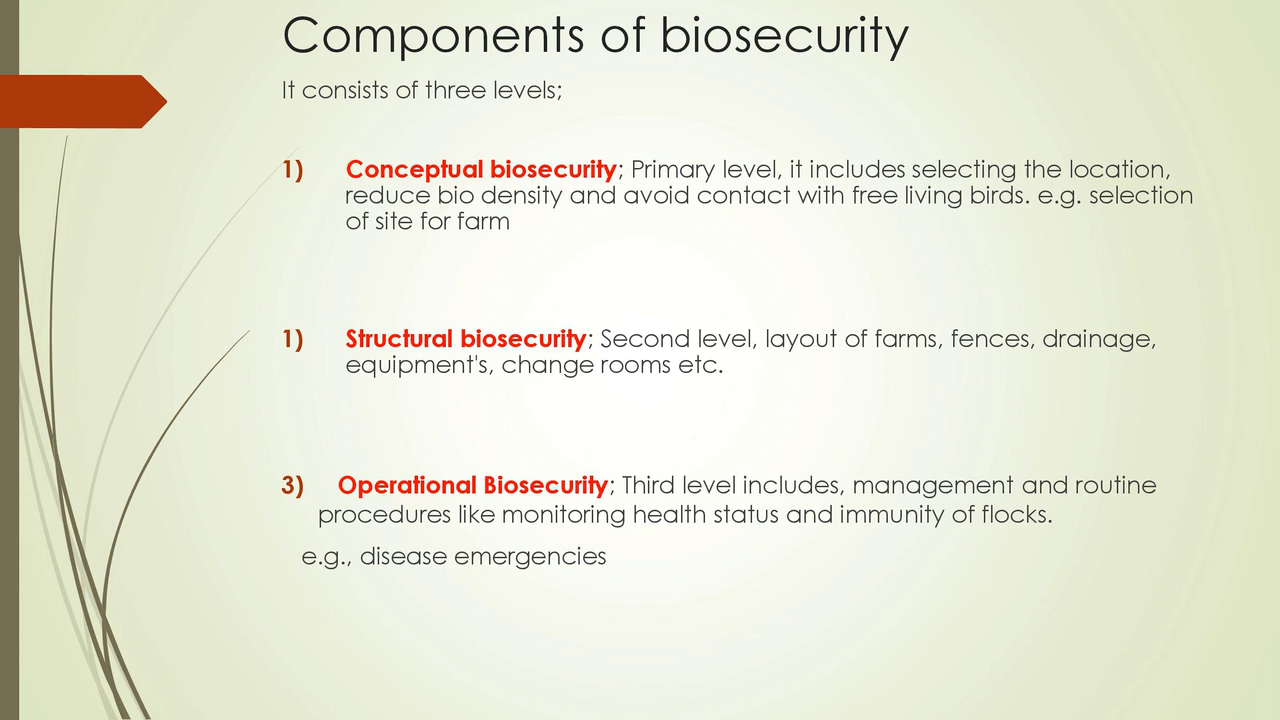 Components of biosecurity
It consists of three levels;
1) Conceptual biosecurity; Primary level, it includes selecting the location,
reduce bio density and avoid contact with free living birds. e.g. selection
of site for farm
1) Structural biosecurity; Second level, layout of farms, fences, drainage,
equipment's, change rooms etc.
3) Operational Biosecurity; Third level includes, management and routine
procedures like monitoring health status and immunity of flocks.
e.g., disease emergencies